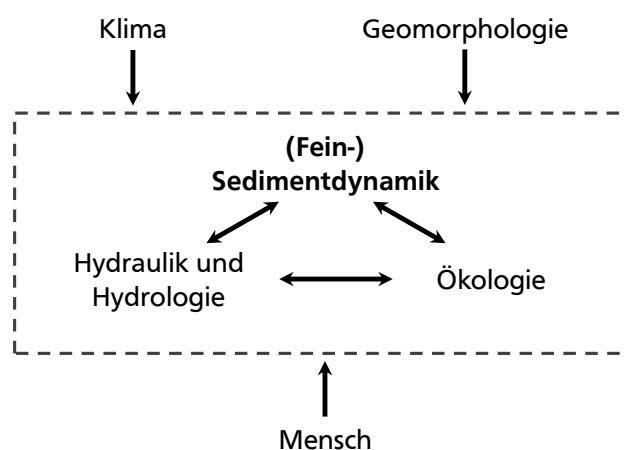 Klima
Geomorphologie
(Fein-)
Sedimentdynamik
Hydraulik und
Hydrologie
Ökologie
Mensch